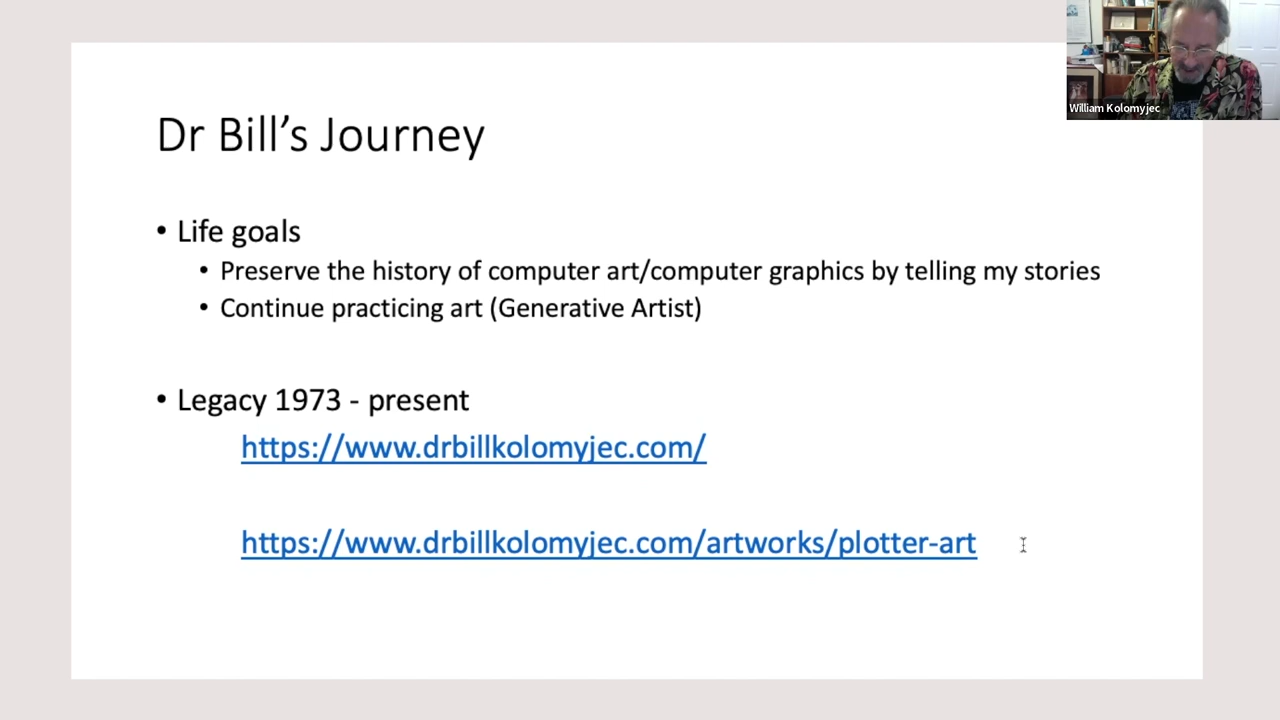 William Kolomyjec
Dr Bill's Journey
• Life goals
• Preserve the history of computer art/computer graphics by telling my stories
• Continue practicing art (Generative Artist)
• Legacy 1973 - present
https://www.drbillkolomyjec.com/
https://www.drbillkolomyjec.com/artworks/plotter-art